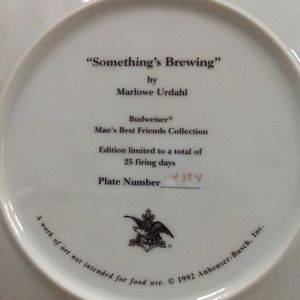 "Something's Brewing"
by
Marlowe Urdahl
Budweiser®
Man's Best Friends Collection
Edition limited to a total of
25 firing days
Plate Number
A work of art not intended for food use. © 1992 Anheuser-Busch, Inc.